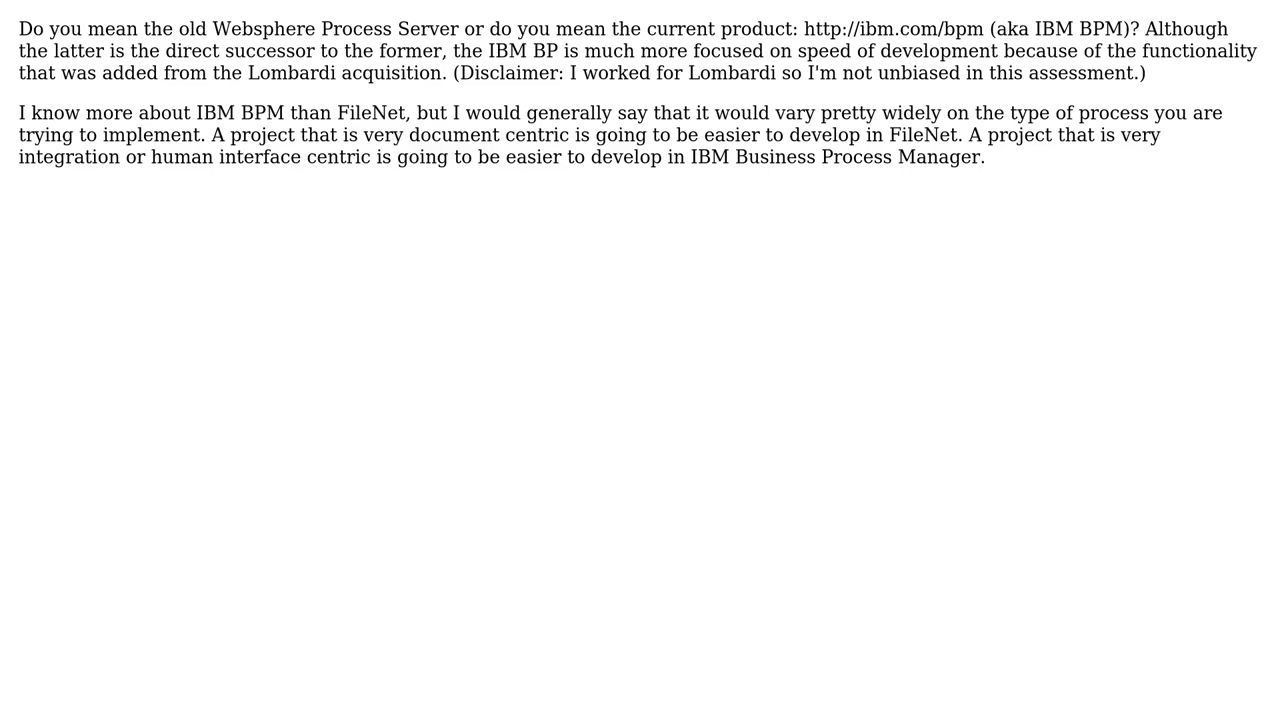 Do you mean the old Websphere Process Server or do you mean the current product: http://ibm.com/bpm (aka IBM BPM)? Although
the latter is the direct successor to the former, the IBM BP is much more focused on speed of development because of the functionality
that was added from the Lombardi acquisition. (Disclaimer: I worked for Lombardi so I'm not unbiased in this assessment.)
I know more about IBM BPM than FileNet, but I would generally say that it would vary pretty widely on the type of process you are
trying to implement. A project that is very document centric is going to be easier to develop in FileNet. A project that is very
integration or human interface centric is going to be easier to develop in IBM Business Process Manager.